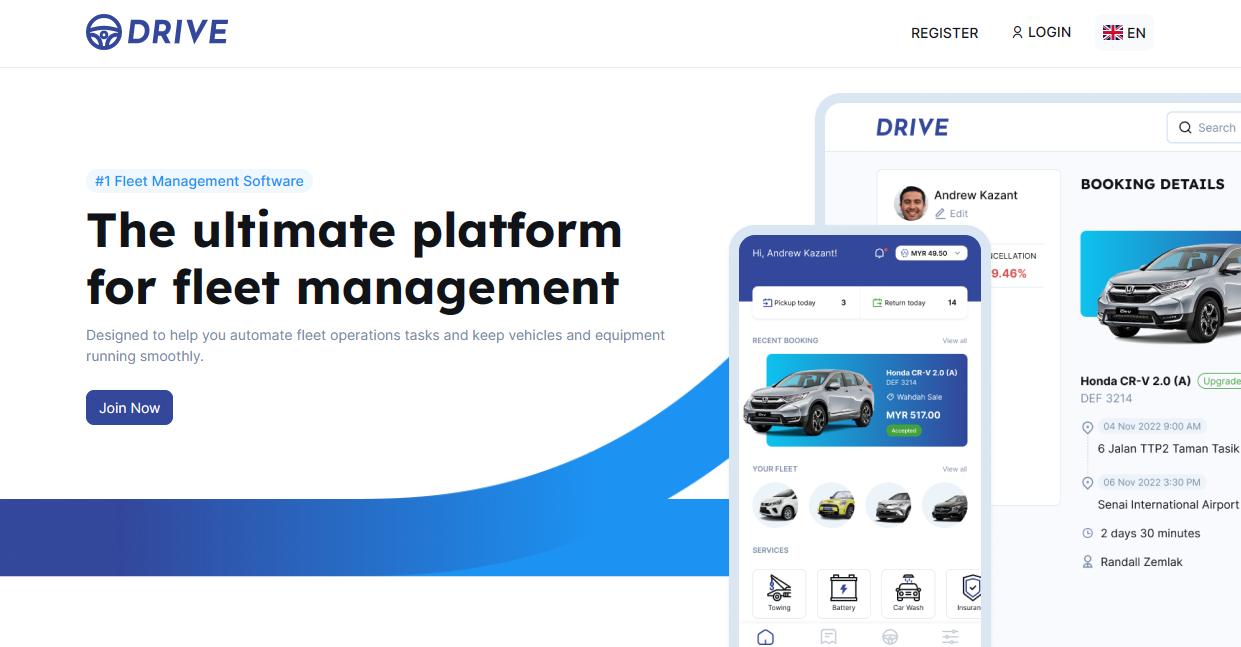 DRIVE
REGISTER
LOGIN
EN
#1 Fleet Management Software
The ultimate platform
for fleet management
Designed to help you automate fleet operations tasks and keep vehicles and equipment
running smoothly.
Join Now
DRIVE
Search
Andrew Kazant
Edit
NCELLATION
9.46%
BOOKING DETAILS
Honda CR-V 2.0 (A) Upgrade
DEF 3214
04 Nov 2022 9:00 AM
6 Jalan TTP2 Taman Tasik
06 Nov 2022 3:30 PM
Senai International Airport
2 days 30 minutes
Randall Zemlak
Hi, Andrew Kazant!
MYR 49.50
Pickup today 3
Return today 14
RECENT BOOKING View all
Honda CR-V 2.0 (A)
DEF 3214
Wahdah Sale
MYR 517.00
Accepted
YOUR FLEET View all
SERVICES
Towing
Battery
Car Wash
Insuran